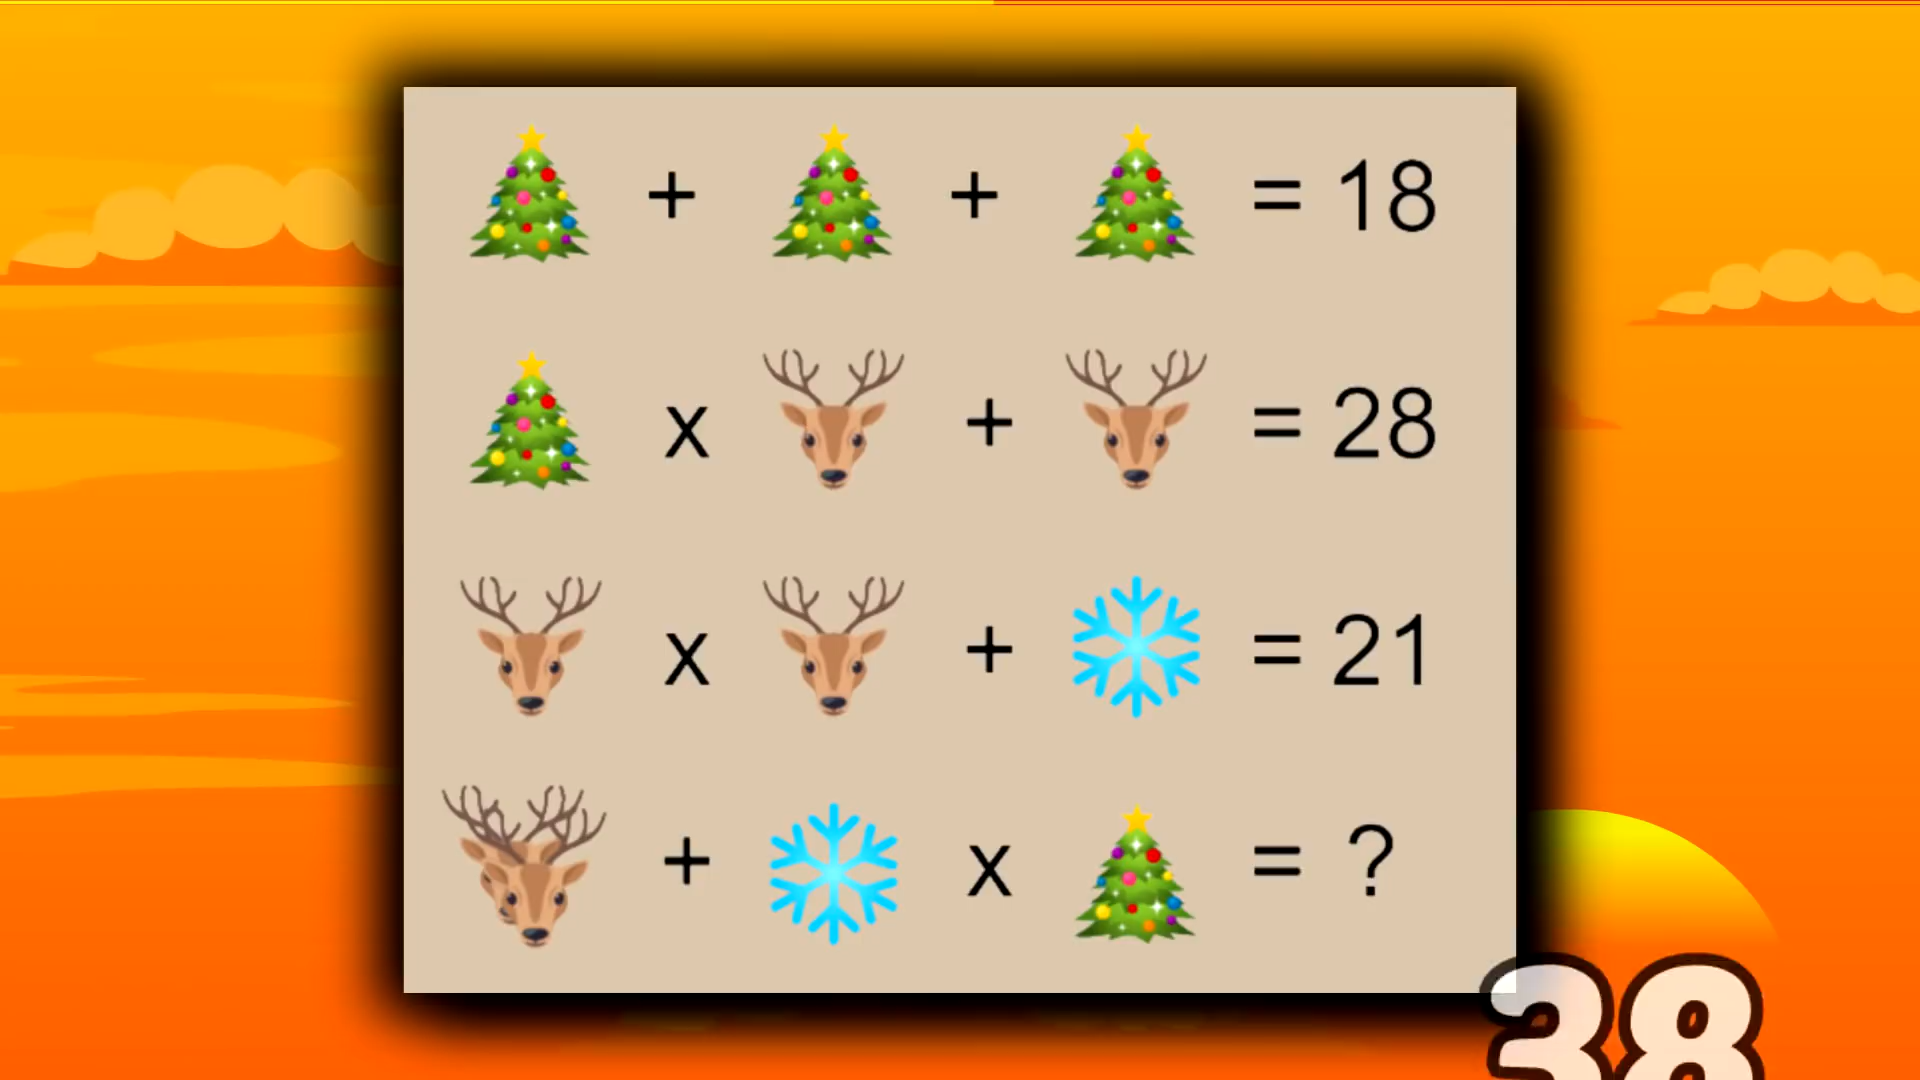 + + = 18
x + = 28
x + = 21
+ x = ?
38